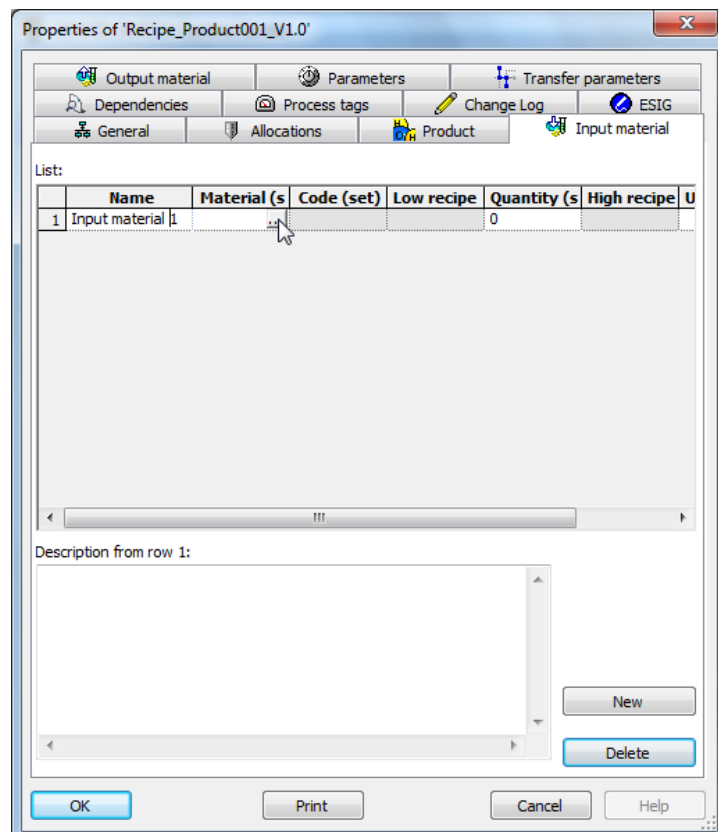 Properties of 'Recipe_Product001_V1.0'
Output material Parameters Transfer parameters
Dependencies Process tags Change Log ESIG
General Allocations Product Input material
List:
Name Material (s Code (set) Low recipe Quantity (s High recipe U
1 Input material 1 ... 0
Description from row 1:
New
Delete
OK Print Cancel Help